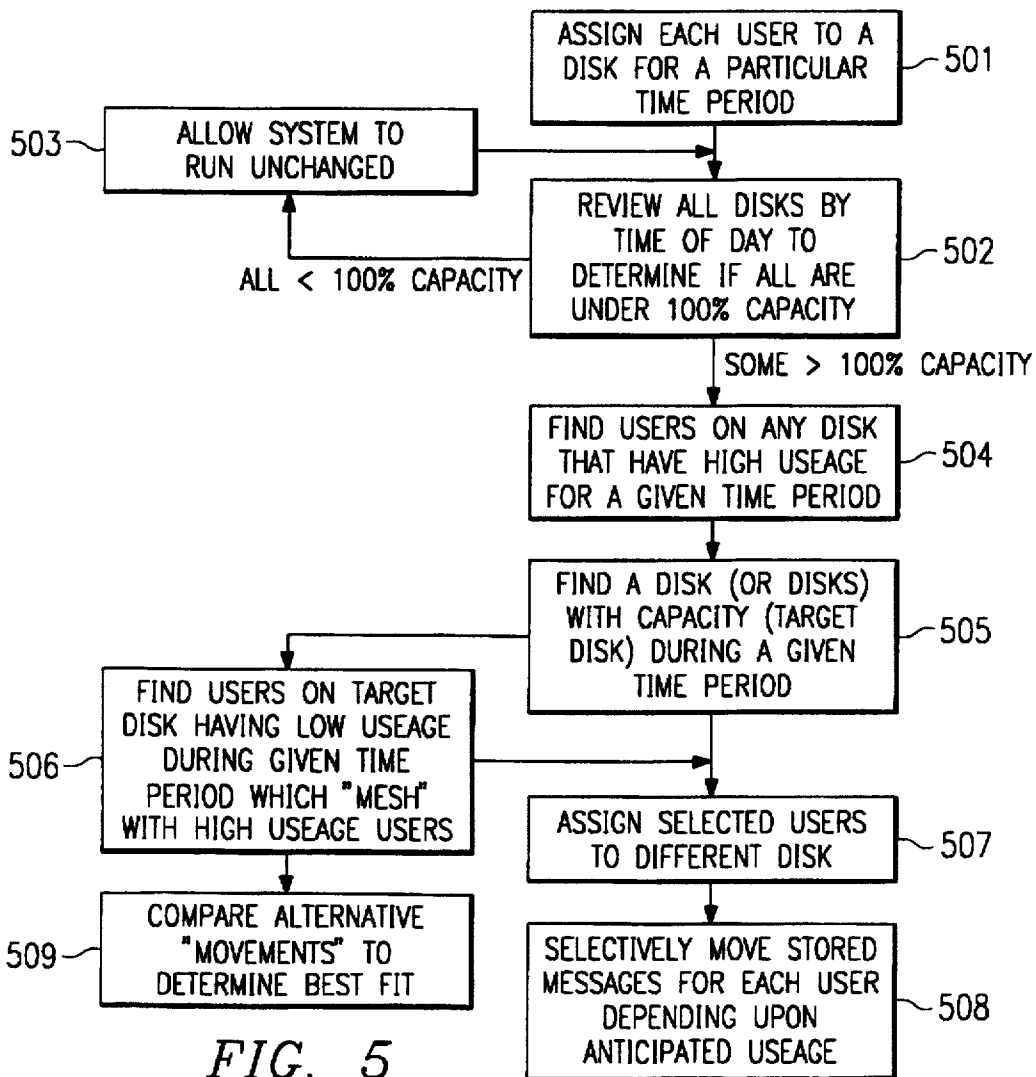 ASSIGN EACH USER TO A
DISK FOR A PARTICULAR
TIME PERIOD
501
503
ALLOW SYSTEM TO
RUN UNCHANGED
REVIEW ALL DISKS BY
TIME OF DAY TO
DETERMINE IF ALL ARE
UNDER 100% CAPACITY
502
ALL < 100% CAPACITY
SOME > 100% CAPACITY
FIND USERS ON ANY DISK
THAT HAVE HIGH USEAGE
FOR A GIVEN TIME PERIOD
504
FIND A DISK (OR DISKS)
WITH CAPACITY (TARGET
DISK) DURING A GIVEN
TIME PERIOD
505
506
FIND USERS ON TARGET
DISK HAVING LOW USEAGE
DURING GIVEN TIME
PERIOD WHICH "MESH"
WITH HIGH USEAGE USERS
ASSIGN SELECTED USERS
TO DIFFERENT DISK
507
509
COMPARE ALTERNATIVE
"MOVEMENTS" TO
DETERMINE BEST FIT
SELECTIVELY MOVE STORED
MESSAGES FOR EACH USER
DEPENDING UPON
ANTICIPATED USEAGE
508
FIG. 5